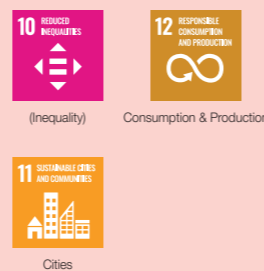 10 REDUCED
INEQUALITIES
(Inequality)
12 RESPONSIBLE
CONSUMPTION
AND PRODUCTION
Consumption & Production
11 SUSTAINABLE CITIES
AND COMMUNITIES
Cities